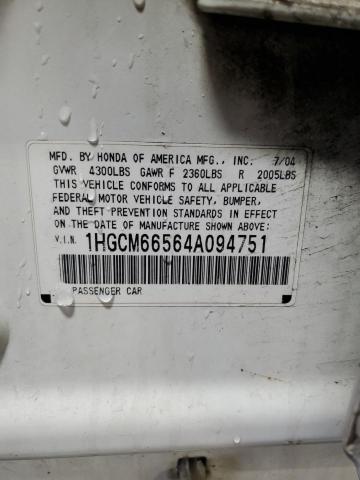 MFD. BY HONDA OF AMERICA MFG., INC. 7/04
GVWR 4300LBS GAWR F 2360LBS R 2005LBS
THIS VEHICLE CONFORMS TO ALL APPLICABLE
FEDERAL MOTOR VEHICLE SAFETY, BUMPER,
AND THEFT PREVENTION STANDARDS IN EFFECT
ON THE DATE OF MANUFACTURE SHOWN ABOVE:
V.I.N. 1HGCM66564A094751
PASSENGER CAR